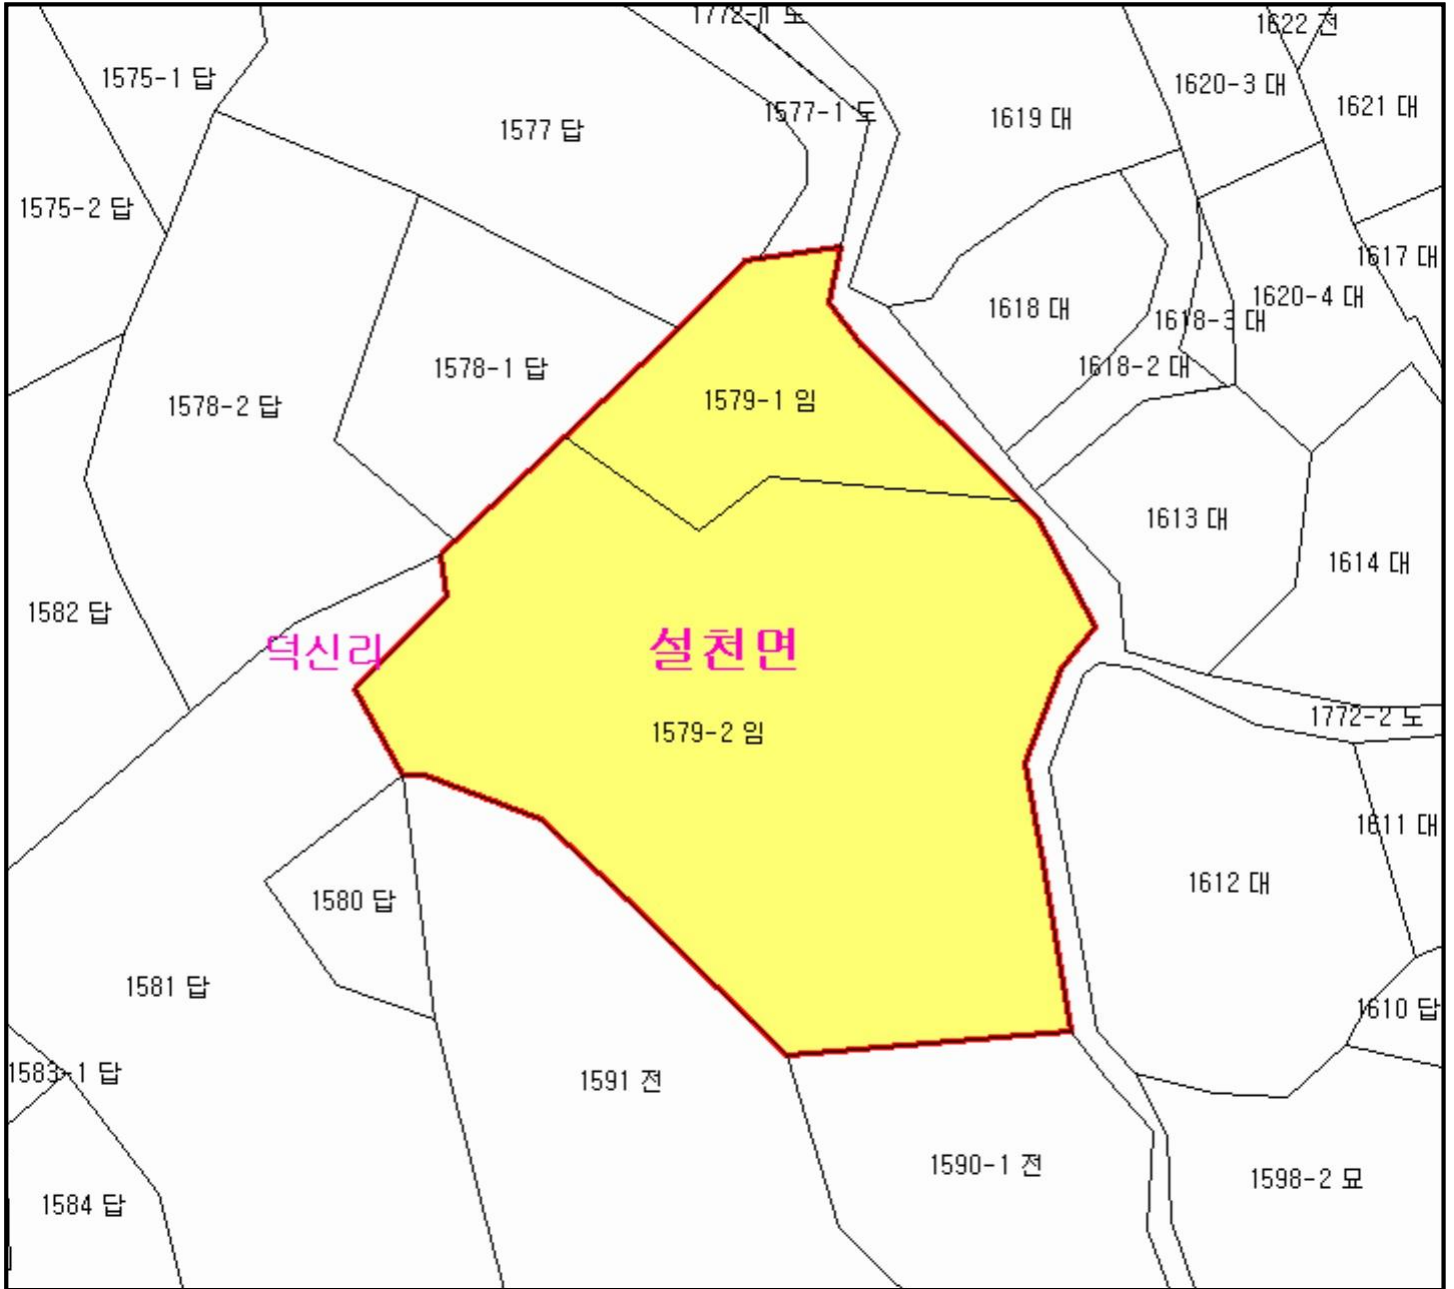 1622 전
1575-1 답
1620-3 대
1621 대
1577-1 도
1619 대
1577 답
1575-2 답
1617 대
1620-4 대
1618 대
1618-3 대
1618-2 대
1578-1 답
1579-1 임
1578-2 답
1613 대
1614 대
1582 답
덕신리
설천면
1772-2 도
1579-2 임
1611 대
1612 대
1580 답
1581 답
1610 답
1583-1 답
1591 전
1590-1 전
1598-2 묘
1584 답